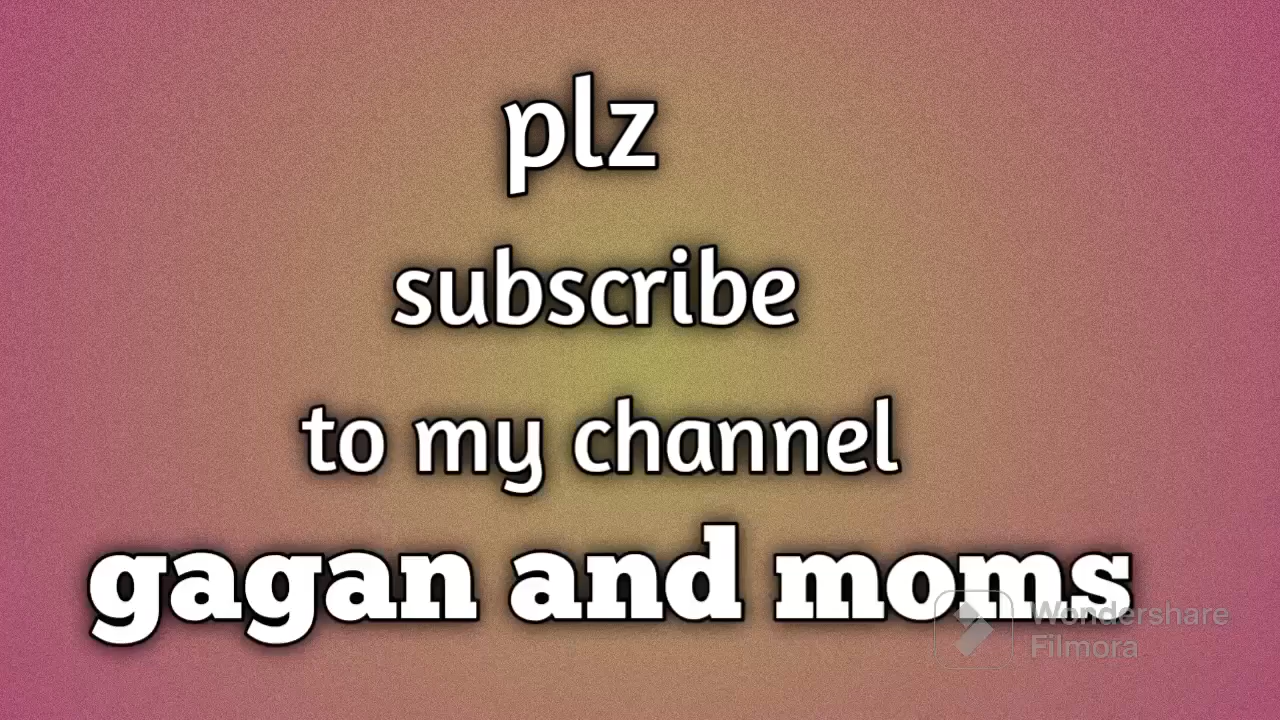 plz
subscribe
to my channel
gagan and moms
Wondershare
Filmora